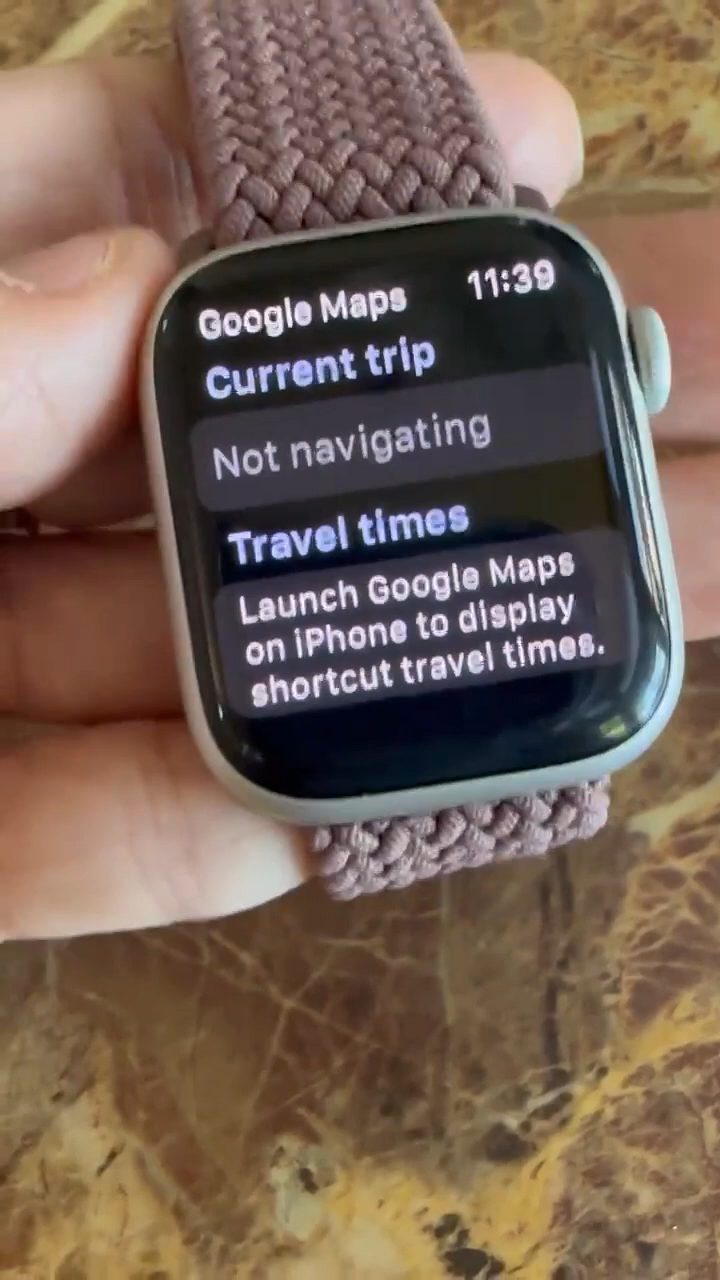 Google Maps 11:39
Current trip
Not navigating
Travel times
Launch Google Maps
on iPhone to display
shortcut travel times.